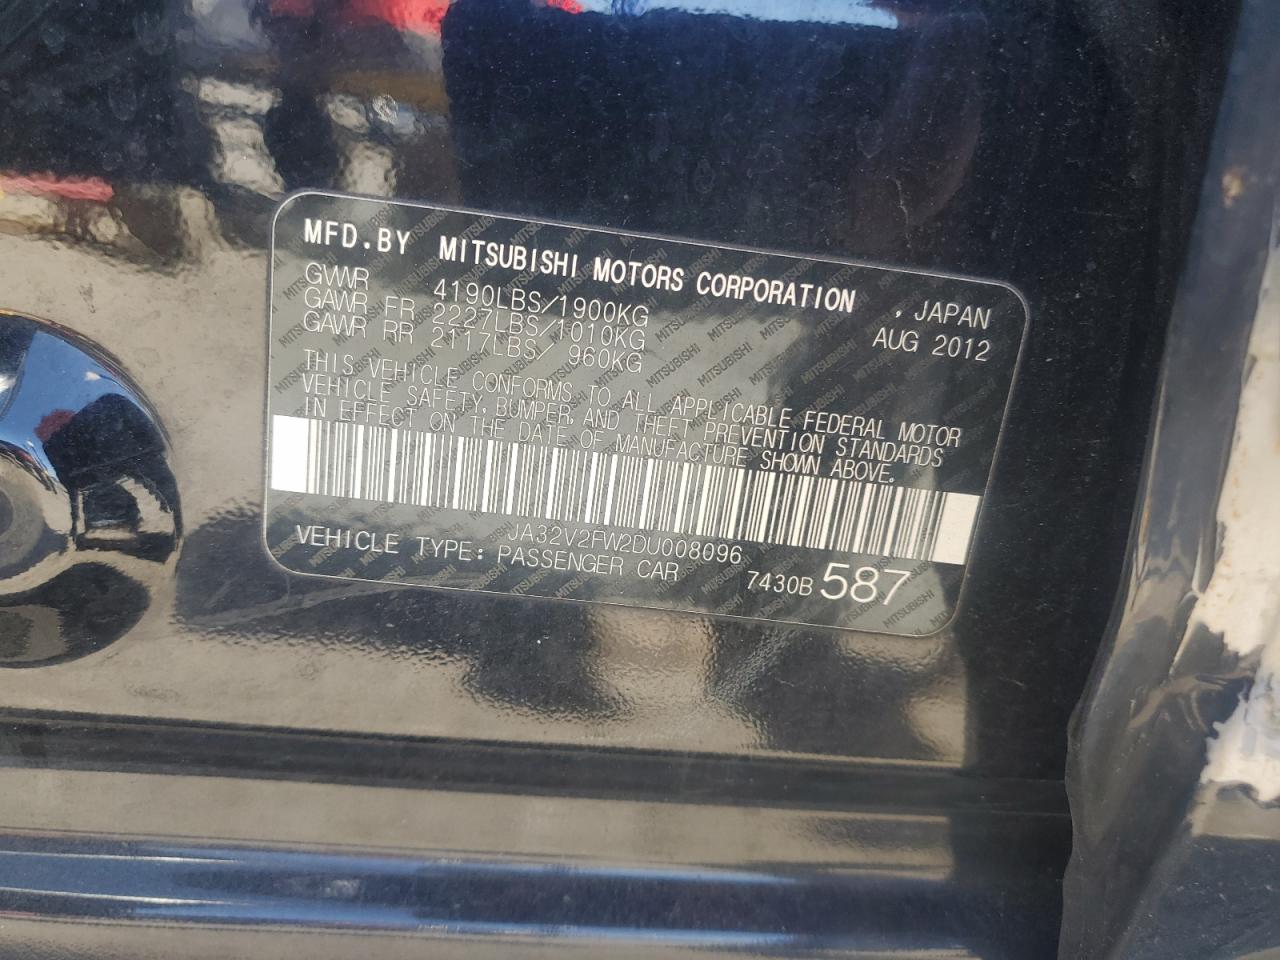 MFD.BY MITSUBISHI MOTORS CORPORATION , JAPAN
GVWR 4190LBS/1900KG AUG 2012
GAWR FR 2227LBS/1010KG
GAWR RR 2117LBS/ 960KG
THIS VEHICLE CONFORMS TO ALL APPLICABLE FEDERAL MOTOR
VEHICLE SAFETY, BUMPER, AND THEFT PREVENTION STANDARDS
IN EFFECT ON THE DATE OF MANUFACTURE SHOWN ABOVE.
JA32V2FW2DU008096
VEHICLE TYPE: PASSENGER CAR 7430B 587